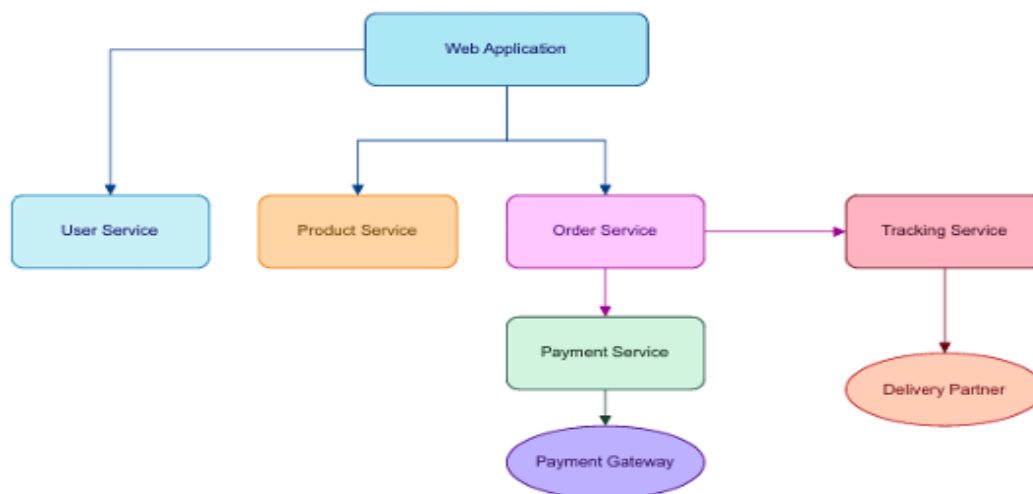 Web Application
User Service
Product Service
Order Service
Tracking Service
Payment Service
Delivery Partner
Payment Gateway